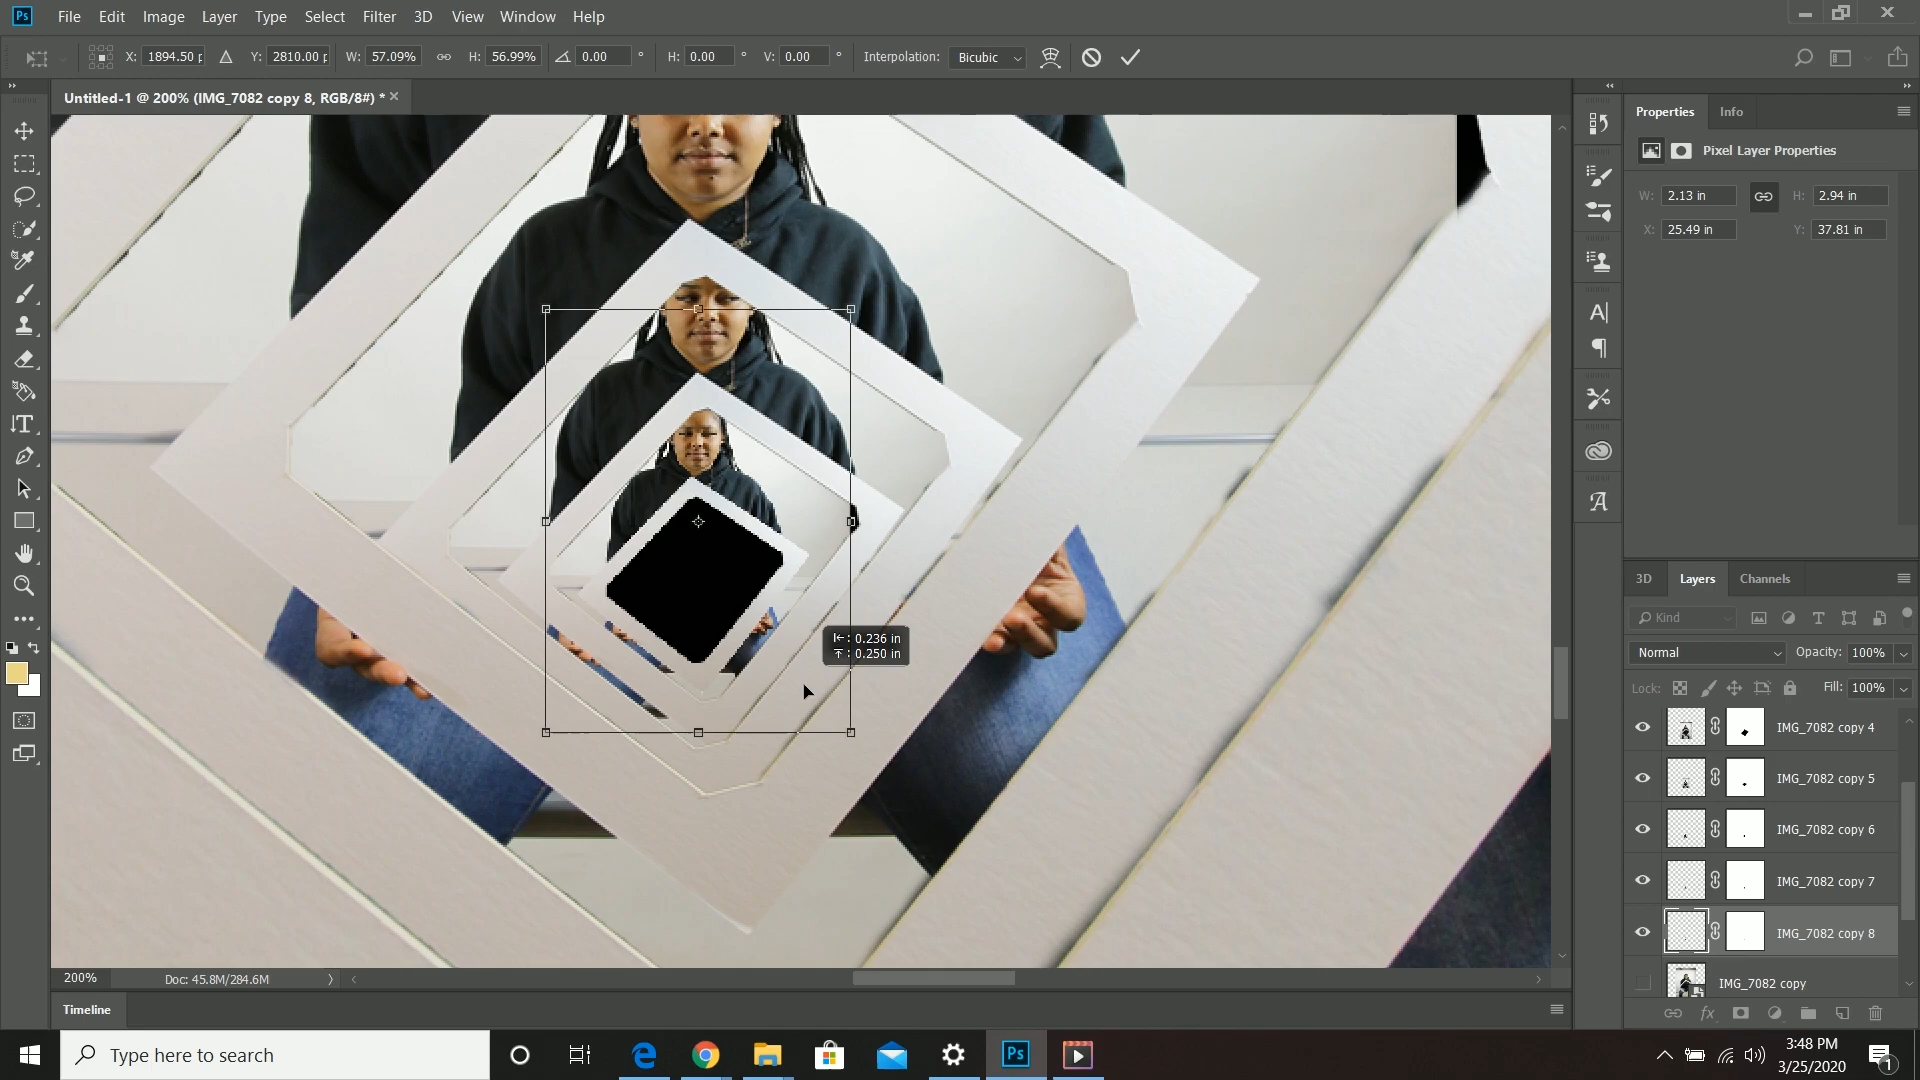 Ps File Edit Image Layer Type Select Filter 3D View Window Help
X: 1894.50 p Y: 2810.00 p W: 57.09% H: 56.99% 0.00 ° H: 0.00 ° V: 0.00 ° Interpolation: Bicubic
Untitled-1 @ 200% (IMG_7082 copy 8, RGB/8#) * ×
Properties Info
Pixel Layer Properties
W: 2.13 in H: 2.94 in
X: 25.49 in Y: 37.81 in
: 0.236 in
: 0.250 in
3D Layers Channels
Kind
Normal Opacity: 100%
Lock: Fill: 100%
IMG_7082 copy 4
IMG_7082 copy 5
IMG_7082 copy 6
IMG_7082 copy 7
IMG_7082 copy 8
IMG_7082 copy
fx
200% Doc: 45.8M/284.6M
Timeline
Type here to search
Ps
3:48 PM
3/25/2020
1